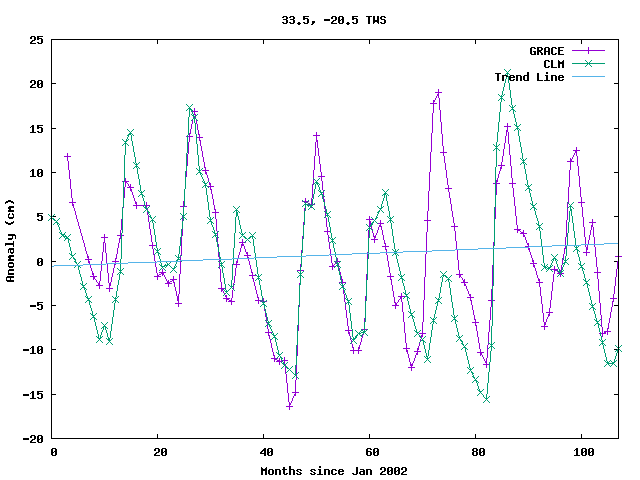 33.5, -20.5 TWS
25
20
15
10
5
0
-5
-10
-15
-20
Anomaly (cm)
GRACE
CLM
Trend Line
0 20 40 60 80 100
Months since Jan 2002